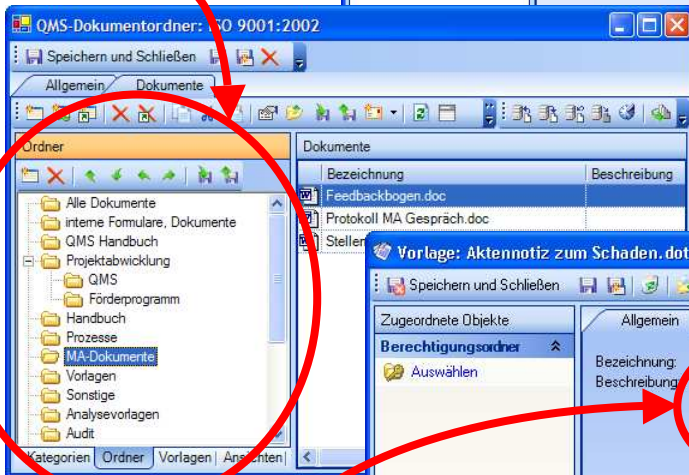 QMS-Dokumentordner: ISO 9001:2002
Speichern und Schließen
Allgemein Dokumente
Ordner
Dokumente
Bezeichnung Beschreibung
Alle Dokumente
interne Formulare, Dokumente
QMS Handbuch
Projektabwicklung
QMS
Förderprogramm
Handbuch
Prozesse
MA-Dokumente
Vorlagen
Sonstige
Analysevorlagen
Audit
Kategorien Ordner Vorlagen Ansichten
Feedbackbogen.doc
Protokoll MA Gespräch.doc
Stellen
Vorlage: Aktennotiz zum Schaden.dot
Speichern und Schließen
Zugeordnete Objekte
Berechtigungsordner
Auswählen
Allgemein
Bezeichnung:
Beschreibung